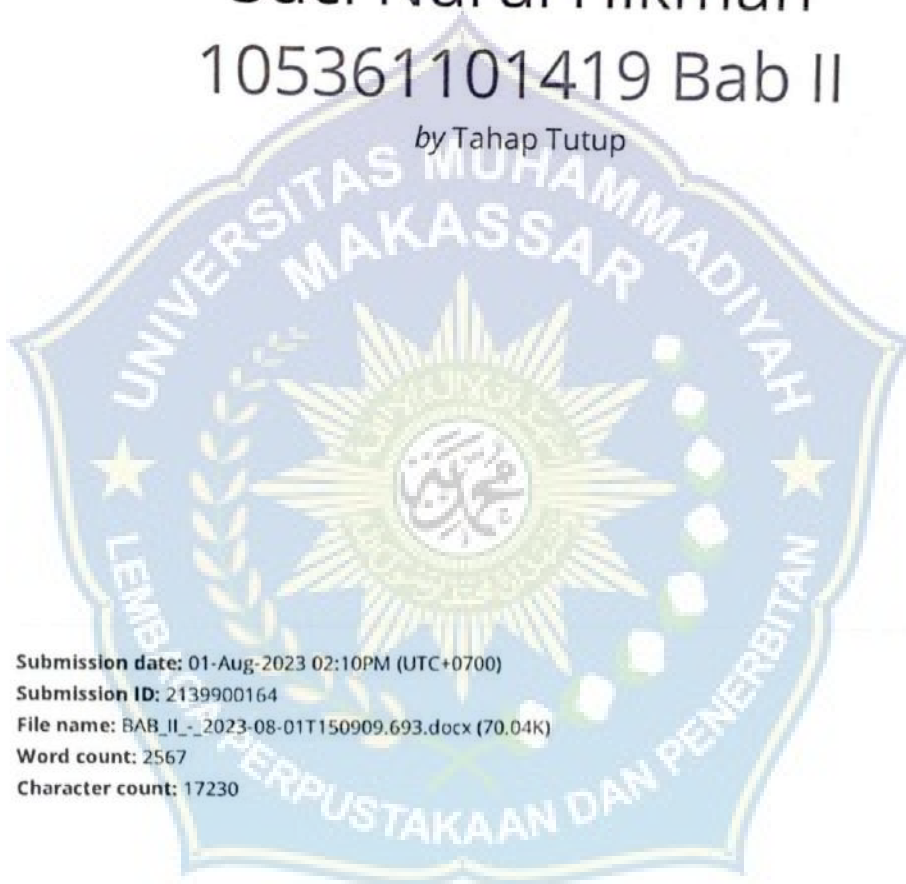 Nurul Hikmah
105361101419 Bab II
by Tahap Tutup
UNIVERSITAS MUHAMMADIYAH
MAKASSAR
LEMBAGA PERPUSTAKAAN DAN PENERBITAN
Submission date: 01-Aug-2023 02:10PM (UTC+0700)
Submission ID: 2139900164
File name: BAB_II_-_2023-08-01T150909.693.docx (70.04K)
Word count: 2567
Character count: 17230